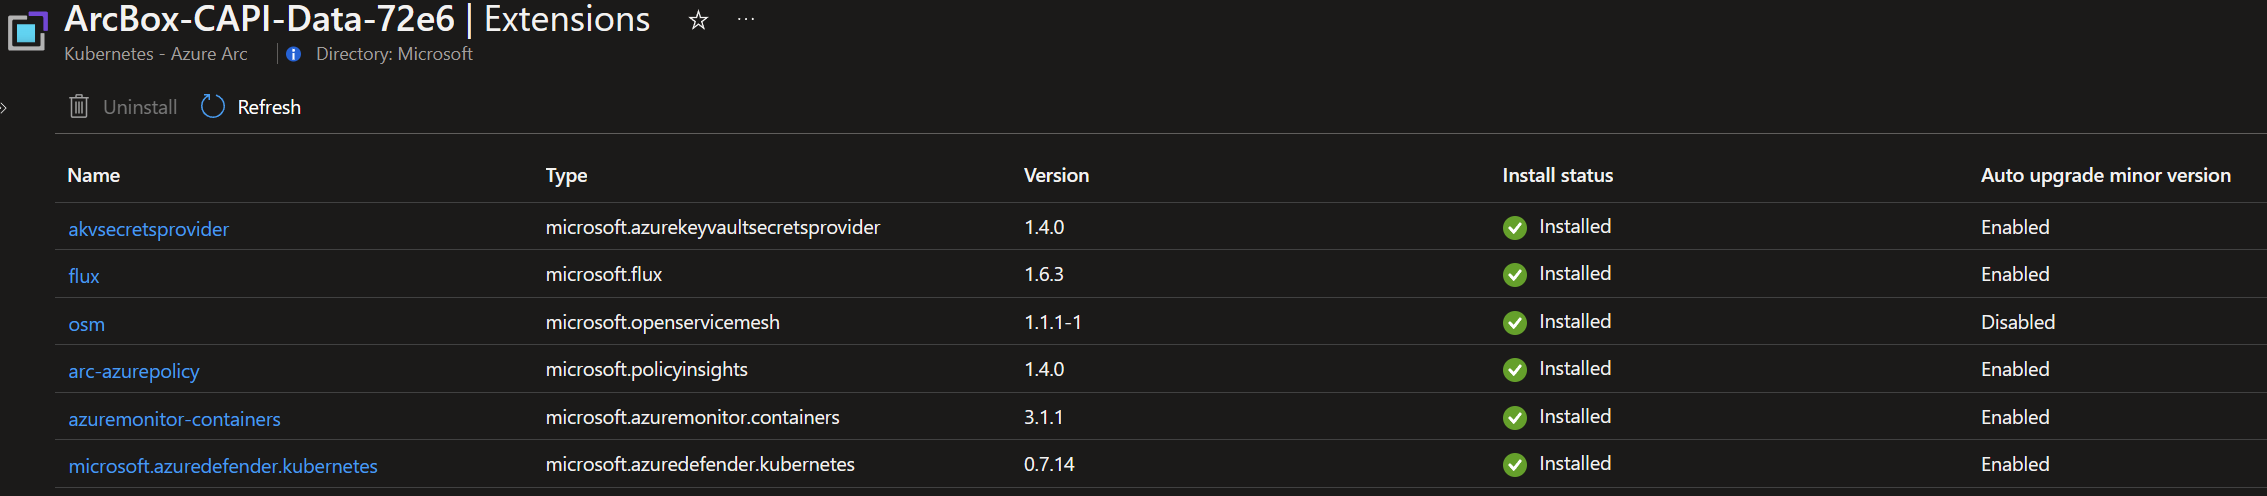 ArcBox-CAPI-Data-72e6 | Extensions
Kubernetes - Azure Arc | Directory: Microsoft
Uninstall Refresh
Name Type Version Install status Auto upgrade minor version
akvsecretsprovider microsoft.azurekeyvaultsecretsprovider 1.4.0 Installed Enabled
flux microsoft.flux 1.6.3 Installed Enabled
osm microsoft.openservicemesh 1.1.1-1 Installed Disabled
arc-azurepolicy microsoft.policyinsights 1.4.0 Installed Enabled
azuremonitor-containers microsoft.azuremonitor.containers 3.1.1 Installed Enabled
microsoft.azuredefender.kubernetes microsoft.azuredefender.kubernetes 0.7.14 Installed Enabled